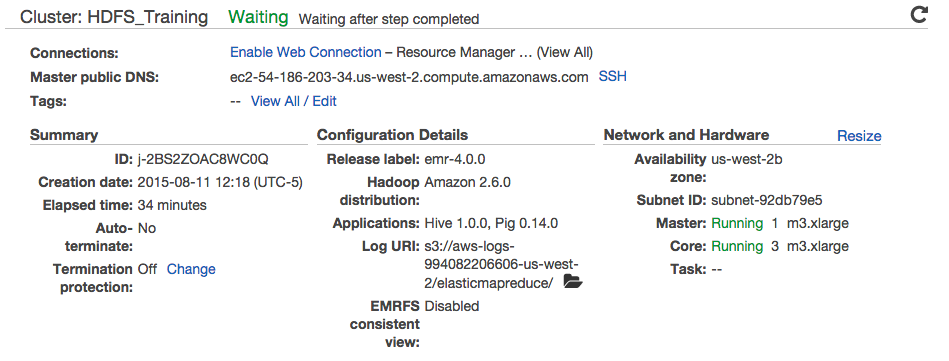 Cluster: HDFS_Training Waiting Waiting after step completed
Connections: Enable Web Connection – Resource Manager … (View All)
Master public DNS: ec2-54-186-203-34.us-west-2.compute.amazonaws.com SSH
Tags: -- View All / Edit
Summary
ID: j-2BS2ZOAC8WC0Q
Creation date: 2015-08-11 12:18 (UTC-5)
Elapsed time: 34 minutes
Auto- No
terminate:
Termination Off Change
protection:
Configuration Details
Release label: emr-4.0.0
Hadoop Amazon 2.6.0
distribution:
Applications: Hive 1.0.0, Pig 0.14.0
Log URI: s3://aws-logs-
994082206606-us-west-
2/elasticmapreduce/
EMRFS Disabled
consistent
view:
Network and Hardware Resize
Availability us-west-2b
zone:
Subnet ID: subnet-92db79e5
Master: Running 1 m3.xlarge
Core: Running 3 m3.xlarge
Task: --